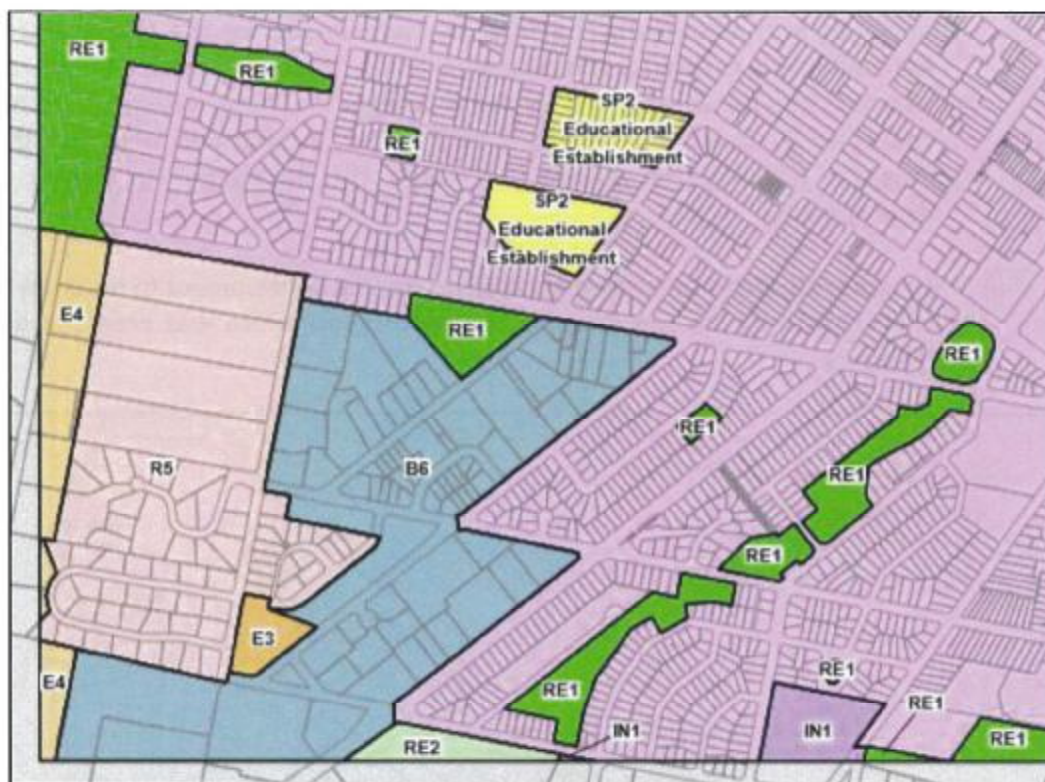 RE1
RE1
SP2
Educational
Establishment
RE1
SP2
Educational
Establishment
E4
RE1
RE1
RE1
R5
B6
RE1
RE1
E3
RE1
E4
RE1
RE1
IN1
IN1
RE2
RE1